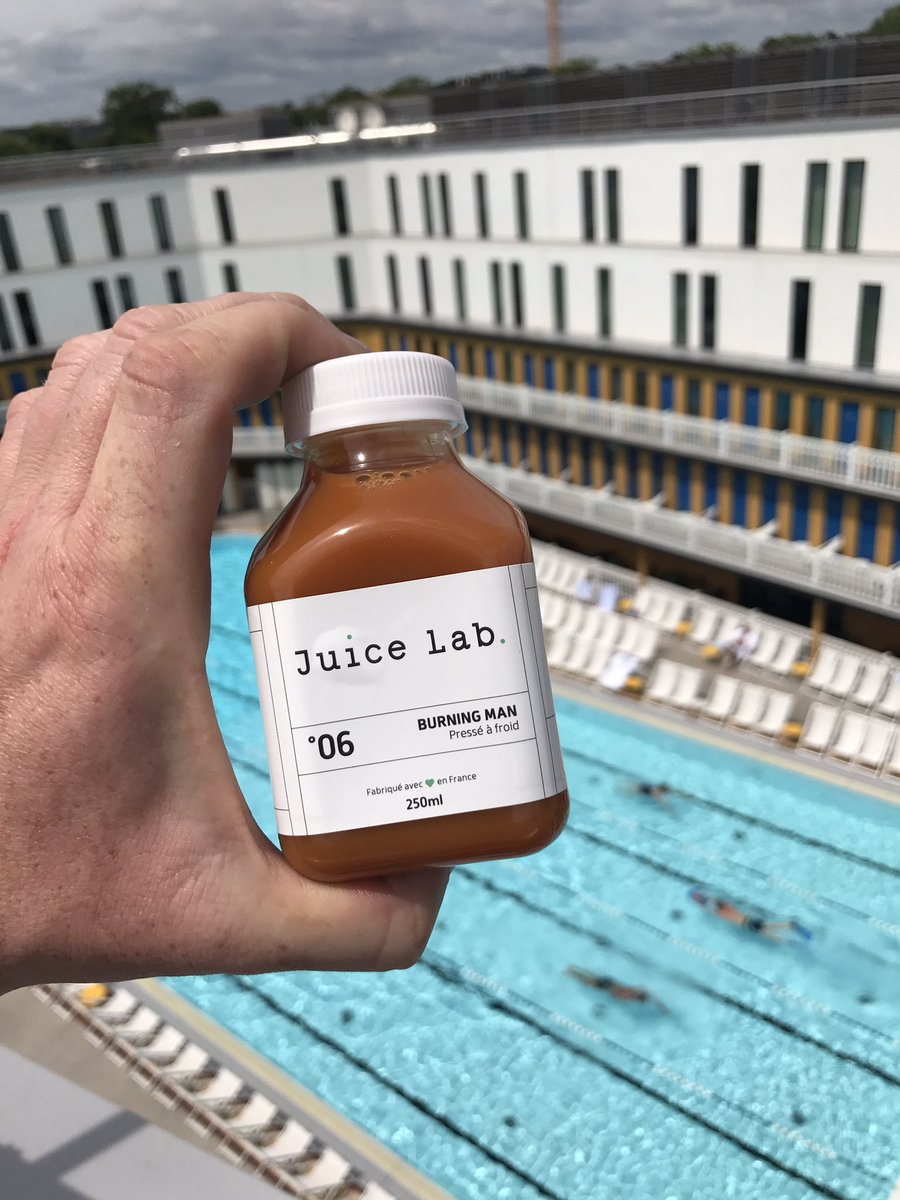 Juice lab.
°06
BURNING MAN
Pressé à froid
Fabriqué avec 💚 en France
250ml